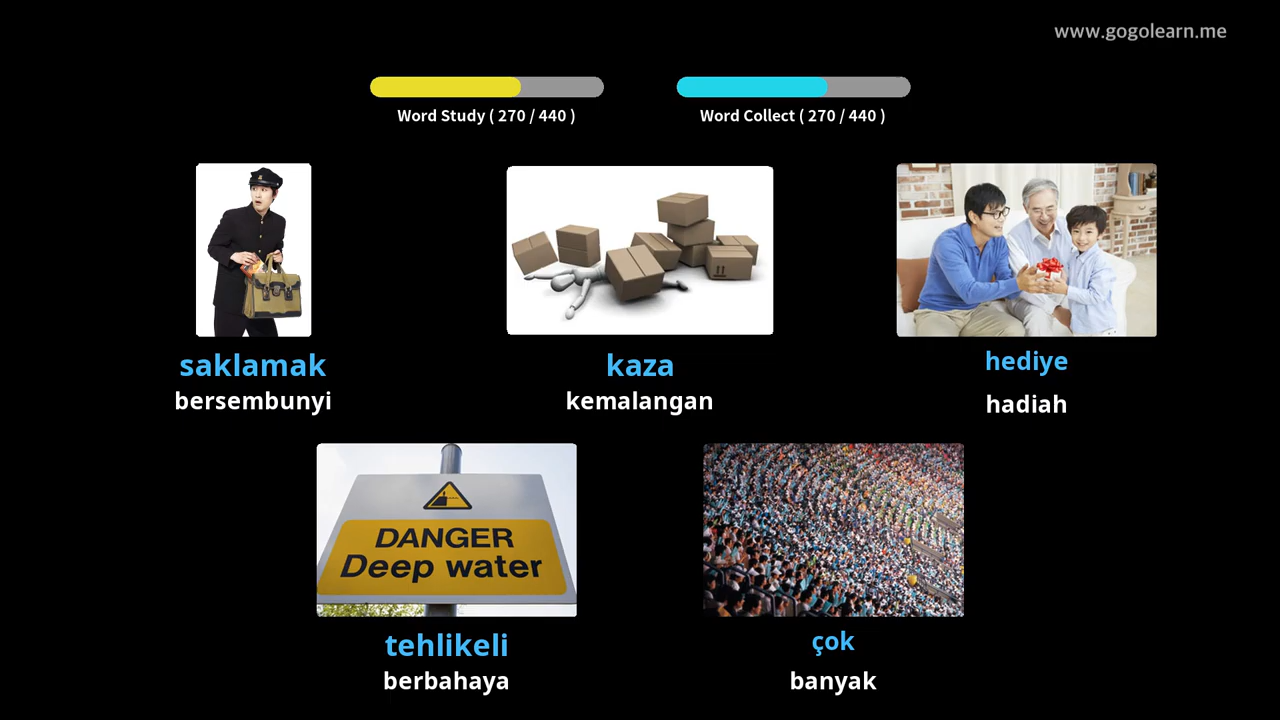 www.gogolearn.me
Word Study ( 270 / 440 )
Word Collect ( 270 / 440 )
saklamak
bersembunyi
kaza
kemalangan
hediye
hadiah
DANGER
Deep water
tehlikeli
berbahaya
çok
banyak